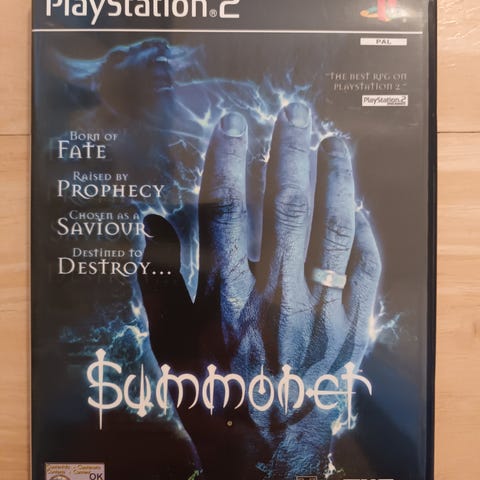 PlayStation®2
PAL
"THE BEST RPG ON
PLAYSTATION 2."
PlayStation 2
BORN OF
FATE
RAISED BY
PROPHECY
CHOSEN AS A
SAVIOUR
DESTINED TO
DESTROY...
Summoner
OK